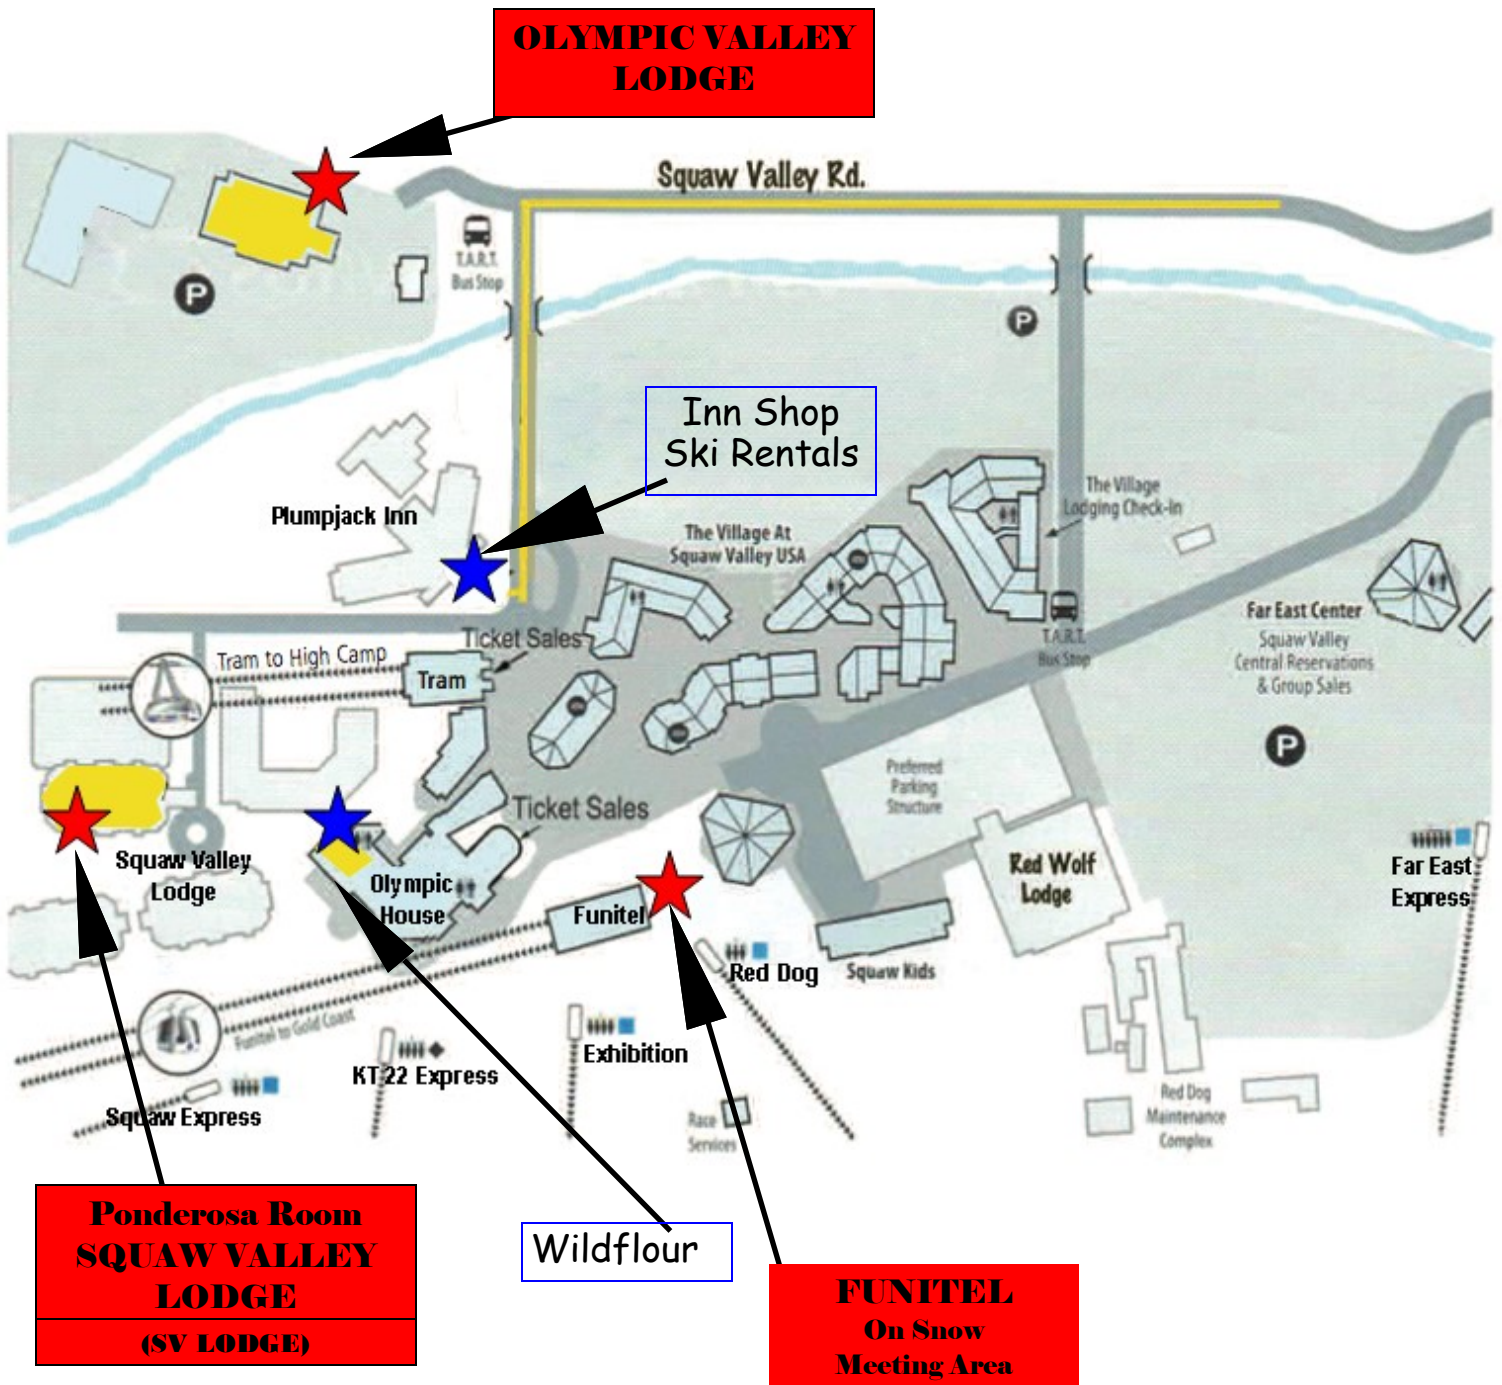 OLYMPIC VALLEY
LODGE
Squaw Valley Rd.
T.A.R.T.
Bus Stop
P
P
Inn Shop
Ski Rentals
Plumpjack Inn
The Village At
Squaw Valley USA
The Village
Lodging Check-In
Far East Center
Squaw Valley
Central Reservations
& Group Sales
T.A.R.T.
Bus Stop
Ticket Sales
Tram to High Camp
Tram
P
Preferred
Parking
Structure
Ticket Sales
Squaw Valley
Lodge
Olympic
House
Funitel
Red Wolf
Lodge
Far East
Express
Red Dog
Squaw Kids
Funitel to Gold Coast
Exhibition
KT 22 Express
Squaw Express
Race
Services
Red Dog
Maintenance
Complex
Ponderosa Room
SQUAW VALLEY
LODGE
(SV LODGE)
Wildflour
FUNITEL
On Snow
Meeting Area